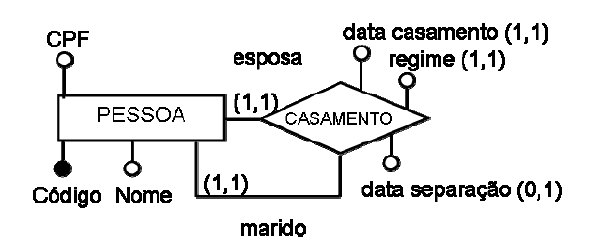 CPF
esposa
data casamento (1,1)
regime (1,1)
PESSOA
(1,1)
CASAMENTO
Código
Nome
(1,1)
data separação (0,1)
marido